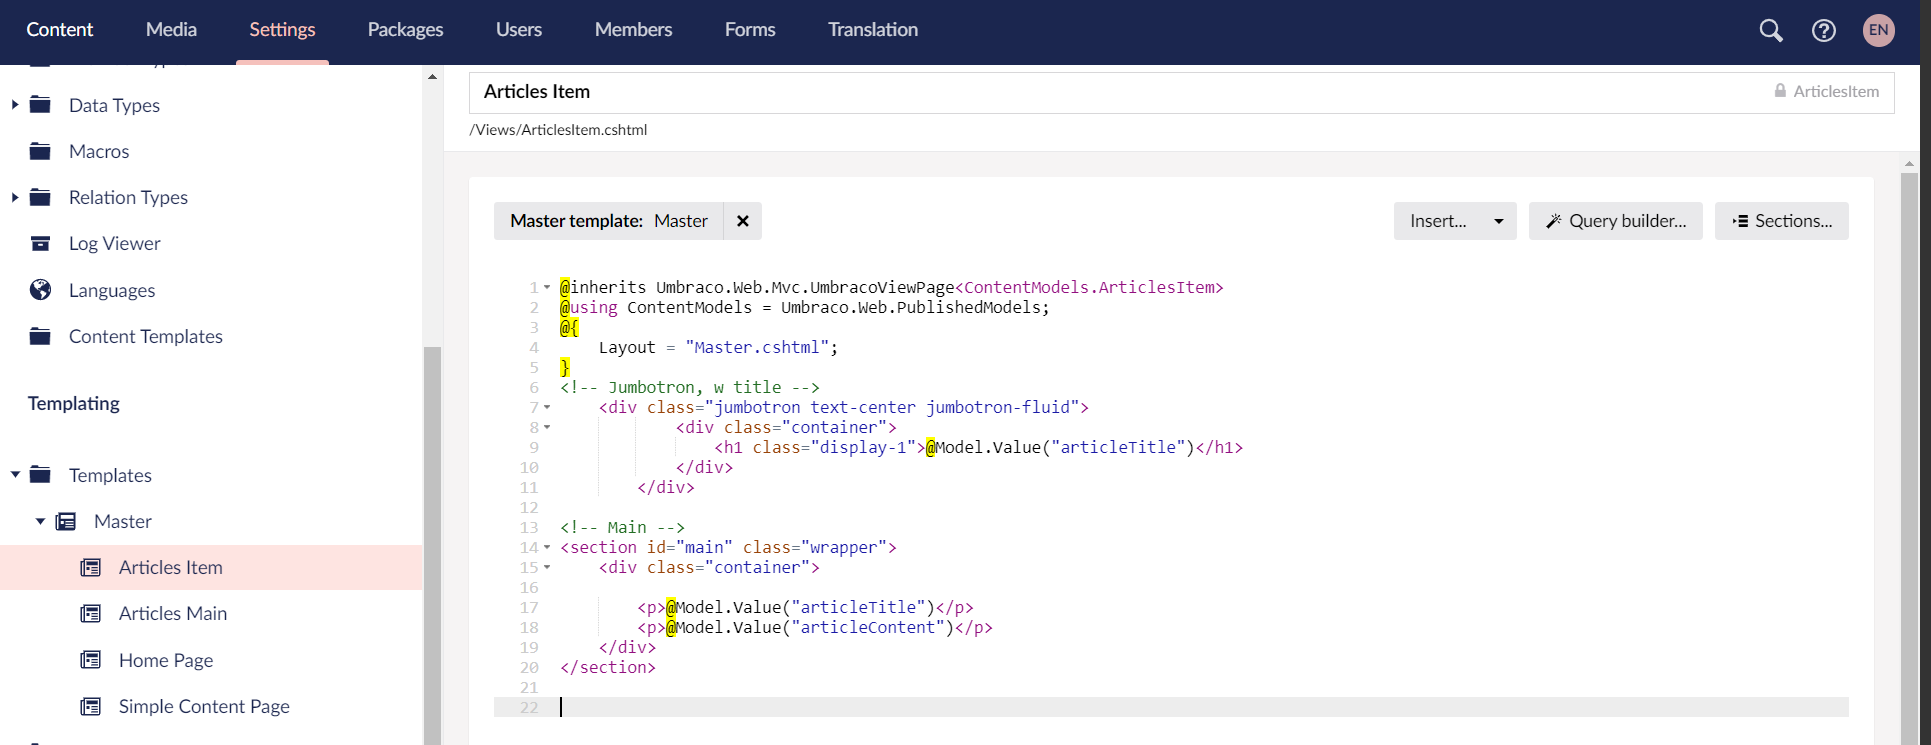 Content Media Settings Packages Users Members Forms Translation EN
Data Types
Macros
Relation Types
Log Viewer
Languages
Content Templates
Templating
Templates
Master
Articles Item
Articles Main
Home Page
Simple Content Page
Articles Item ArticlesItem
/Views/ArticlesItem.cshtml
Master template: Master Insert... Query builder... Sections...
1 @inherits Umbraco.Web.Mvc.UmbracoViewPage<ContentModels.ArticlesItem>
2 @using ContentModels = Umbraco.Web.PublishedModels;
3 @{
4     Layout = "Master.cshtml";
5 }
6 <!-- Jumbotron, w title -->
7     <div class="jumbotron text-center jumbotron-fluid">
8             <div class="container">
9                 <h1 class="display-1">@Model.Value("articleTitle")</h1>
10             </div>
11         </div>
12
13 <!-- Main -->
14 <section id="main" class="wrapper">
15     <div class="container">
16
17         <p>@Model.Value("articleTitle")</p>
18         <p>@Model.Value("articleContent")</p>
19     </div>
20 </section>
21
22